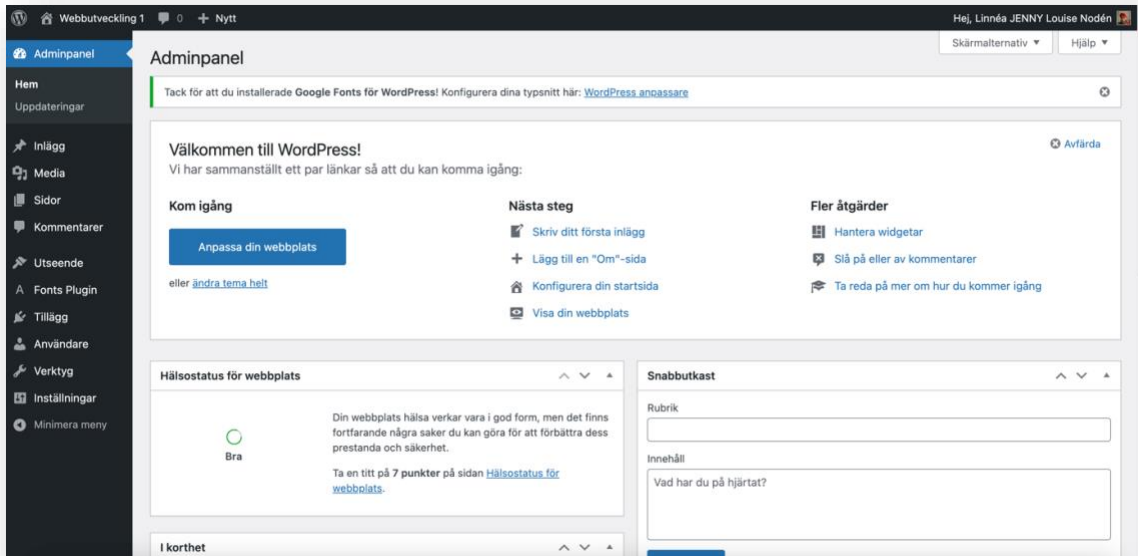 Webbutveckling 1 0 + Nytt Hej, Linnéa JENNY Louise Nodén
Skärmalternativ ▼ Hjälp ▼
Adminpanel
Hem
Uppdateringar
Inlägg
Media
Sidor
Kommentarer
Utseende
Fonts Plugin
Tillägg
Användare
Verktyg
Inställningar
Minimera meny
Adminpanel
Tack för att du installerade Google Fonts för WordPress! Konfigurera dina typsnitt här: WordPress anpassare
Välkommen till WordPress!
Avfärda
Vi har sammanställt ett par länkar så att du kan komma igång:
Kom igång
Anpassa din webbplats
eller ändra tema helt
Nästa steg
Skriv ditt första inlägg
Lägg till en "Om"-sida
Konfigurera din startsida
Visa din webbplats
Fler åtgärder
Hantera widgetar
Slå på eller av kommentarer
Ta reda på mer om hur du kommer igång
Hälsostatus för webbplats
Bra
Din webbplats hälsa verkar vara i god form, men det finns
fortfarande några saker du kan göra för att förbättra dess
prestanda och säkerhet.
Ta en titt på 7 punkter på sidan Hälsostatus för
webbplats.
I korthet
Snabbutkast
Rubrik
Innehåll
Vad har du på hjärtat?